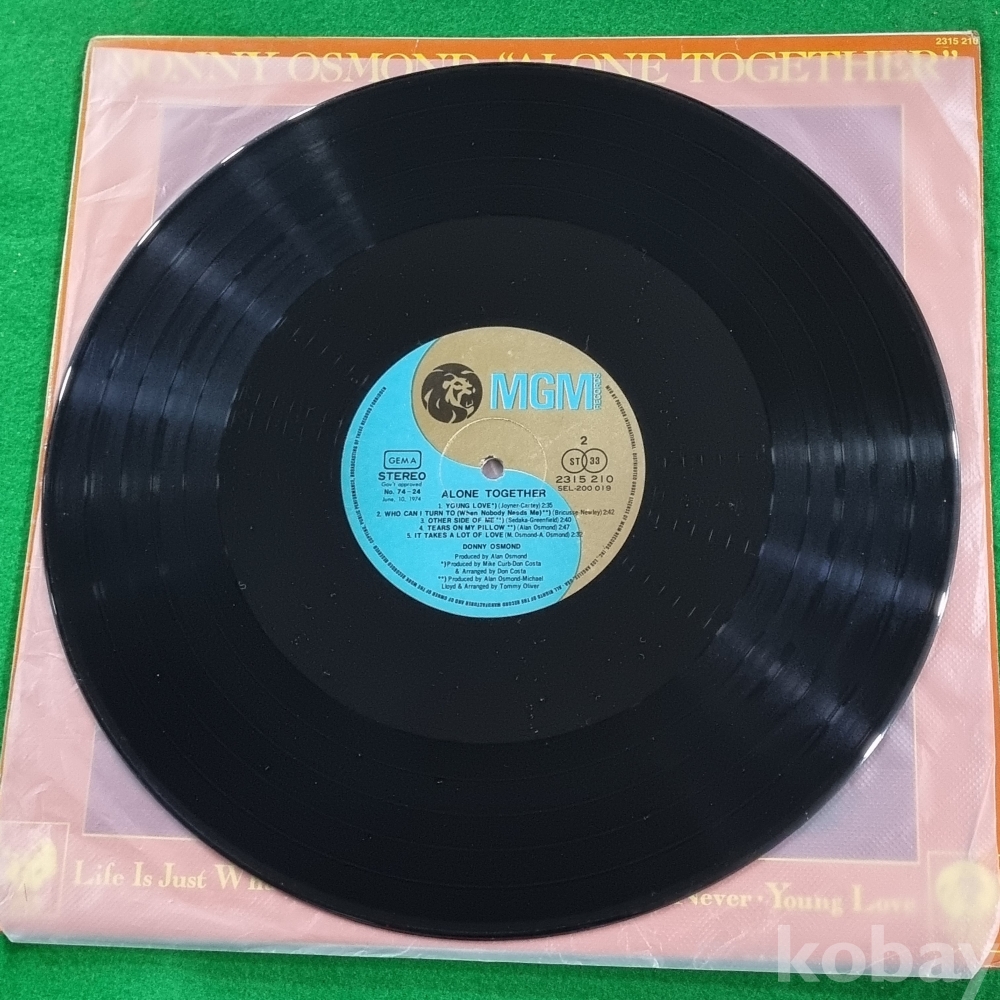 2315 210
DONNY OSMOND "ALONE TOGETHER"
MGM
RECORDS
GEMA
STEREO
Gov't approved
No. 74-24
June. 10, 1974
2
ST 33
2315 210
SEL-200 019
ALONE TOGETHER
1. YOUNG LOVE*) (Joyner-Cartey) 2:35
2. WHO CAN I TURN TO (When Nobody Needs Me)**) (Bricusse-Newley) 2:42
3. OTHER SIDE OF ME**) (Sedaka-Greenfield) 2:40
4. TEARS ON MY PILLOW**) (Alan Osmond) 2:47
5. IT TAKES A LOT OF LOVE (M. Osmond-A. Osmond) 2:32
DONNY OSMOND
Produced by Alan Osmond
*)Produced by Mike Curb-Don Costa
& Arranged by Don Costa
**) Produced by Alan Osmond-Michael
Lloyd & Arranged by Tommy Oliver
Life Is Just
Never · Young Love
kobay